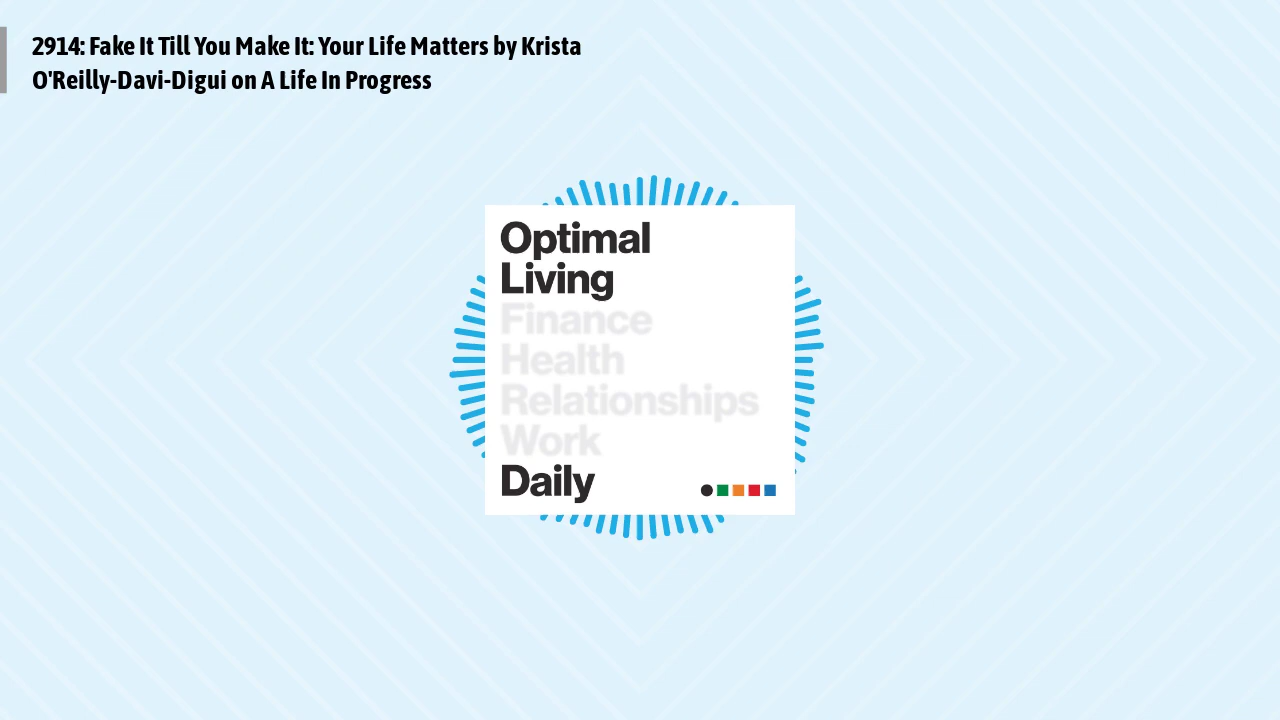 2914: Fake It Till You Make It: Your Life Matters by Krista
O'Reilly-Davi-Digui on A Life In Progress
Optimal
Living
Finance
Health
Relationships
Work
Daily